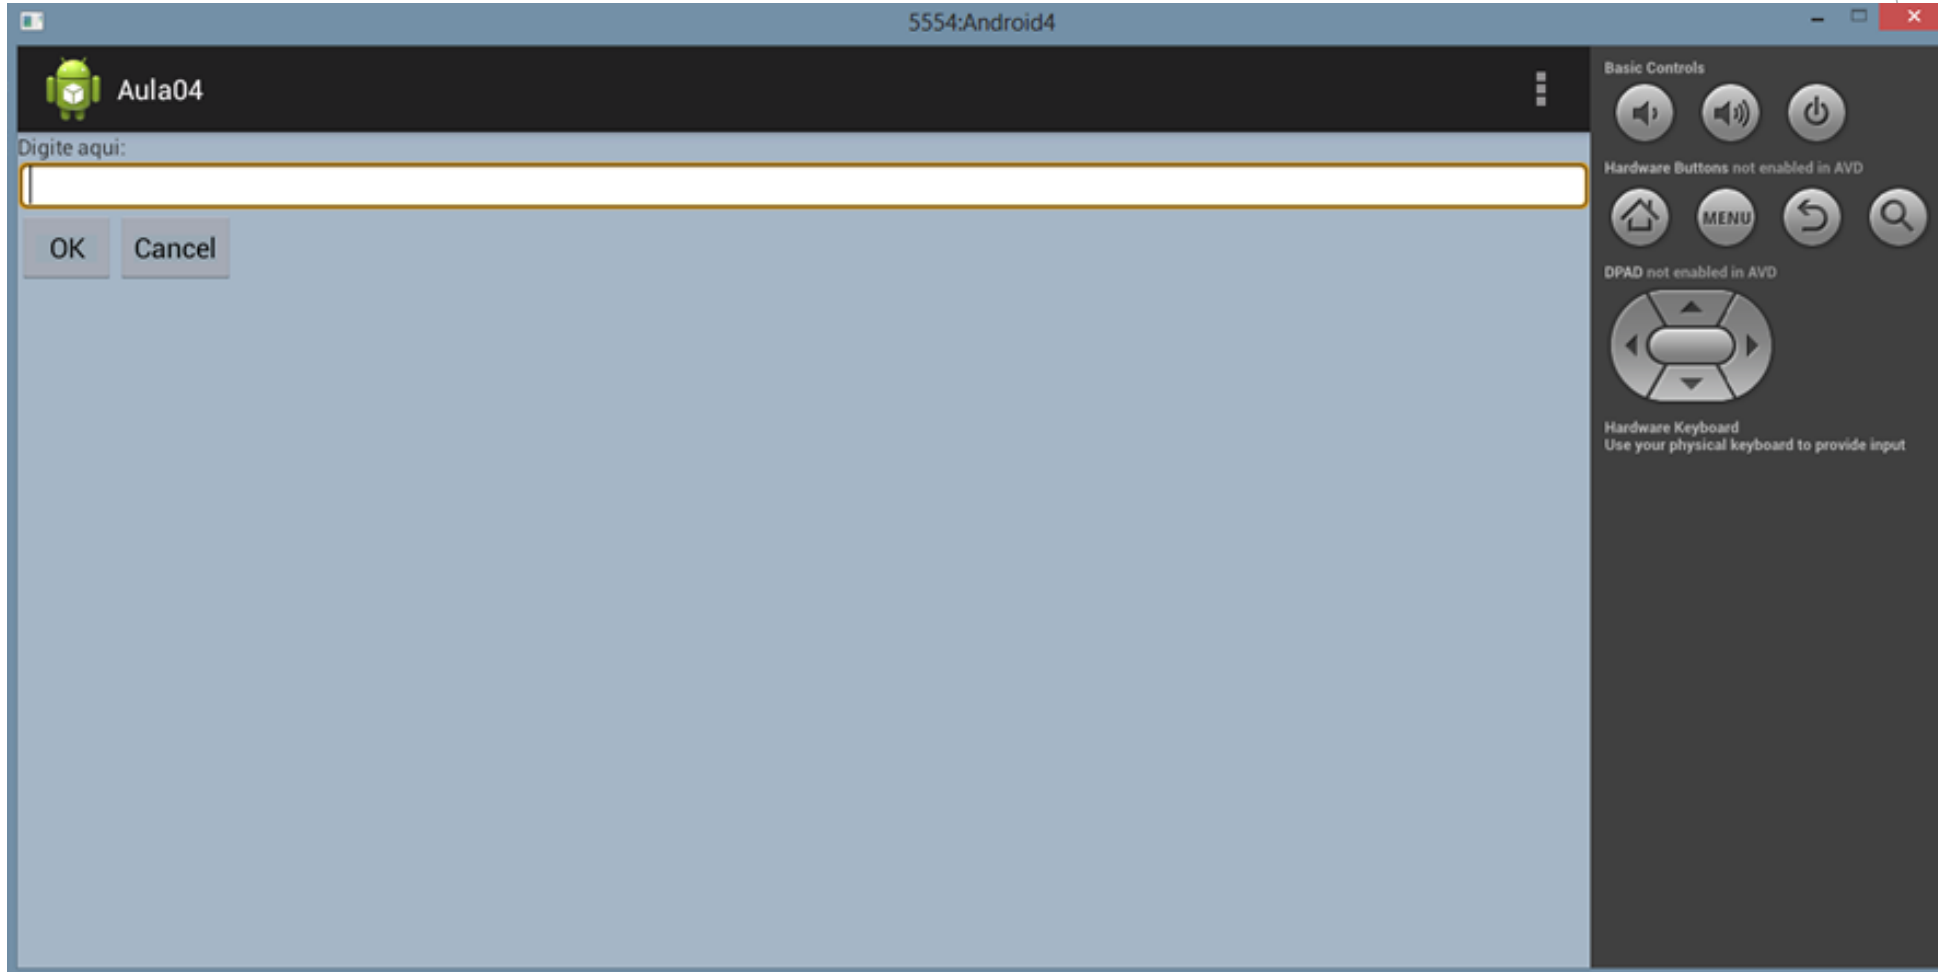 5554:Android4
Aula04
Digite aqui:
OK Cancel
Basic Controls
Hardware Buttons not enabled in AVD
MENU
DPAD not enabled in AVD
Hardware Keyboard
Use your physical keyboard to provide input